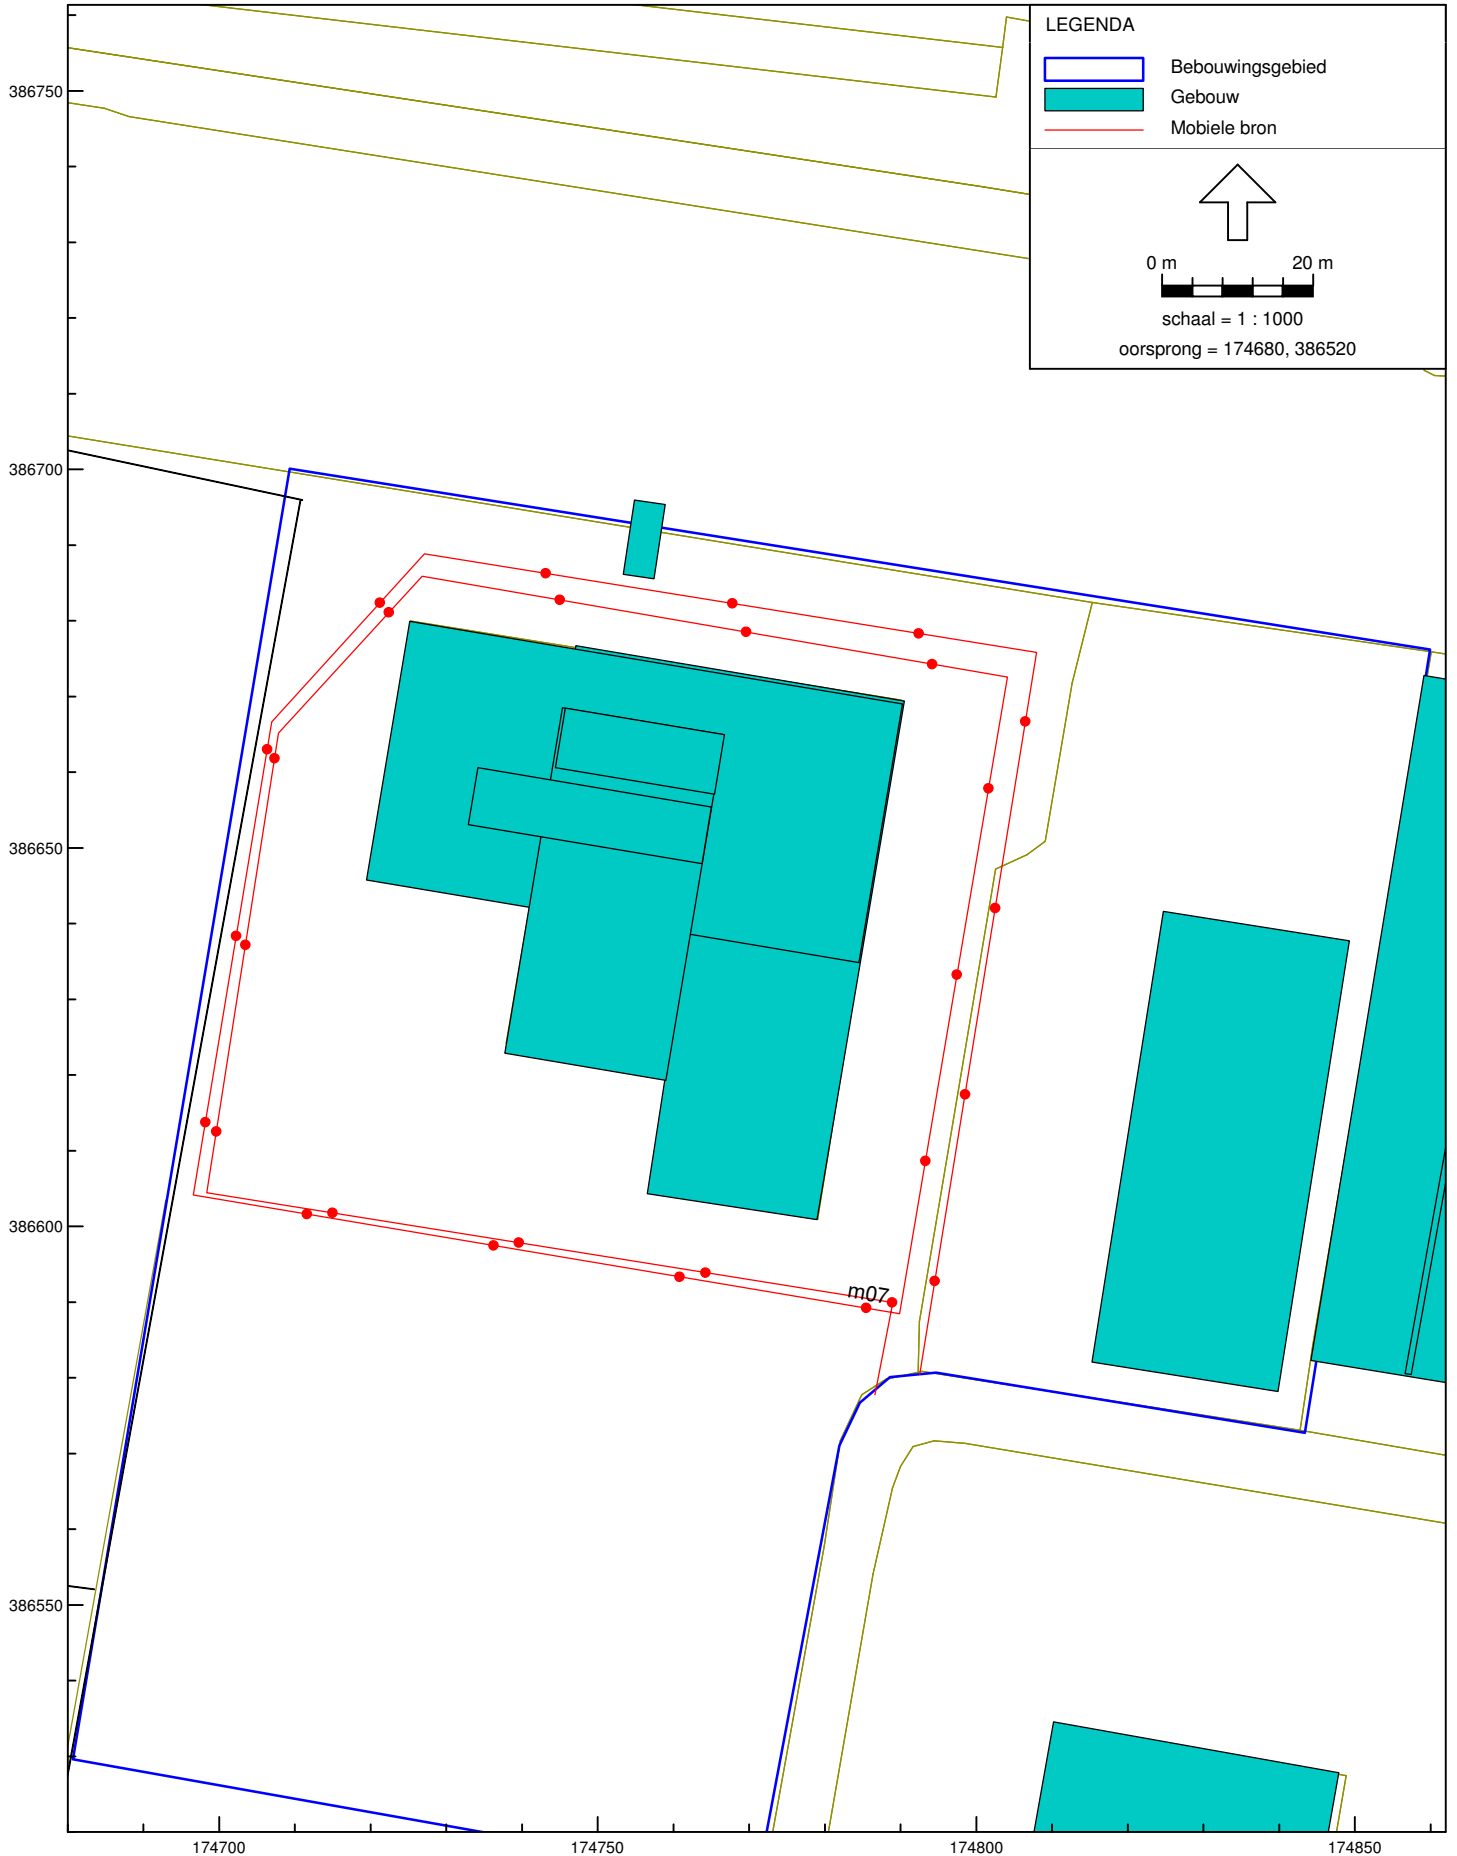 LEGENDA
Bebouwingsgebied
Gebouw
Mobiele bron
0 m 20 m
schaal = 1 : 1000
oorsprong = 174680, 386520
386750
386700
386650
386600
386550
m07
174700 174750 174800 174850